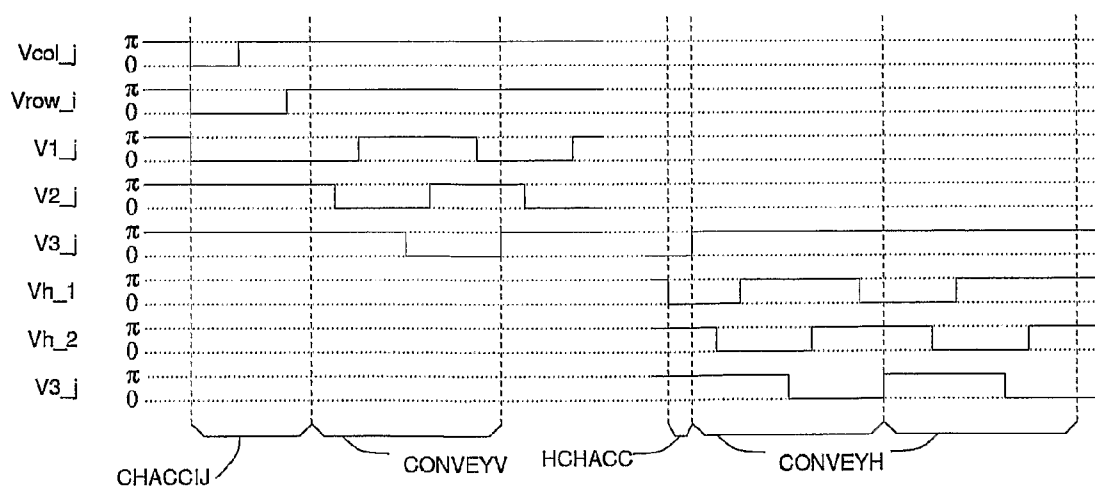 Vcol_j π
0
Vrow_i π
0
V1_j π
0
V2_j π
0
V3_j π
0
Vh_1 π
0
Vh_2 π
0
V3_j π
0
CHACCIJ CONVEYV HCHACC CONVEYH